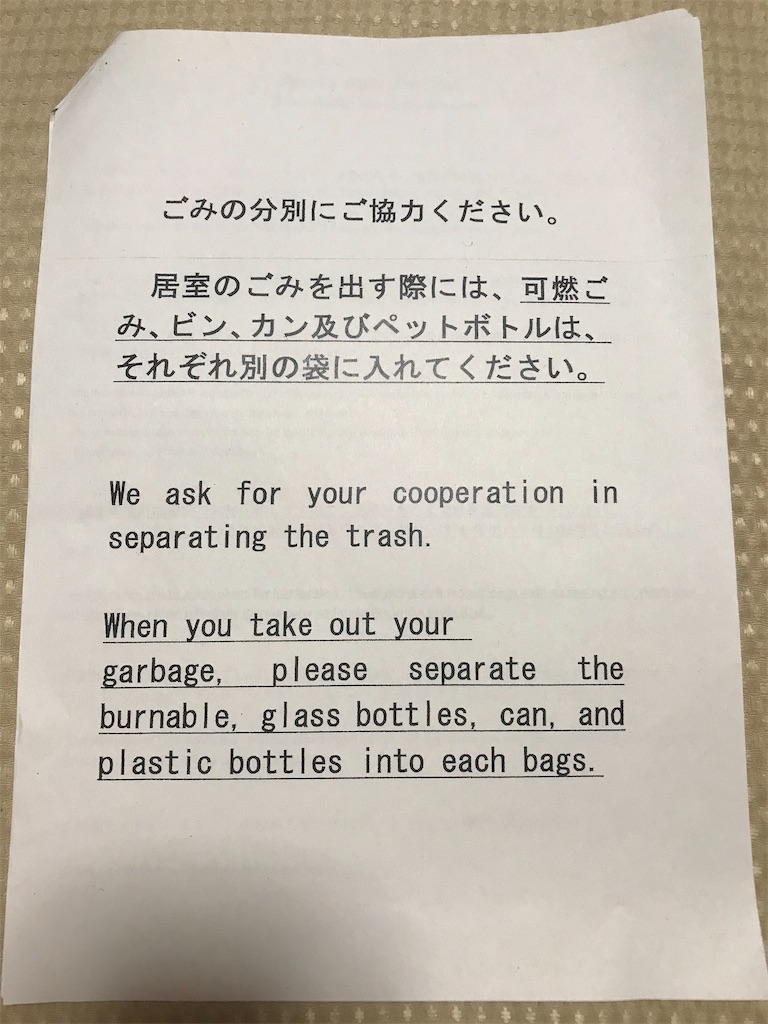 ごみの分別にご協力ください。
居室のごみを出す際には、可燃ご
み、ビン、カン及びペットボトルは、
それぞれ別の袋に入れてください。
We ask for your cooperation in
separating the trash.
When you take out your
garbage, please separate the
burnable, glass bottles, can, and
plastic bottles into each bags.